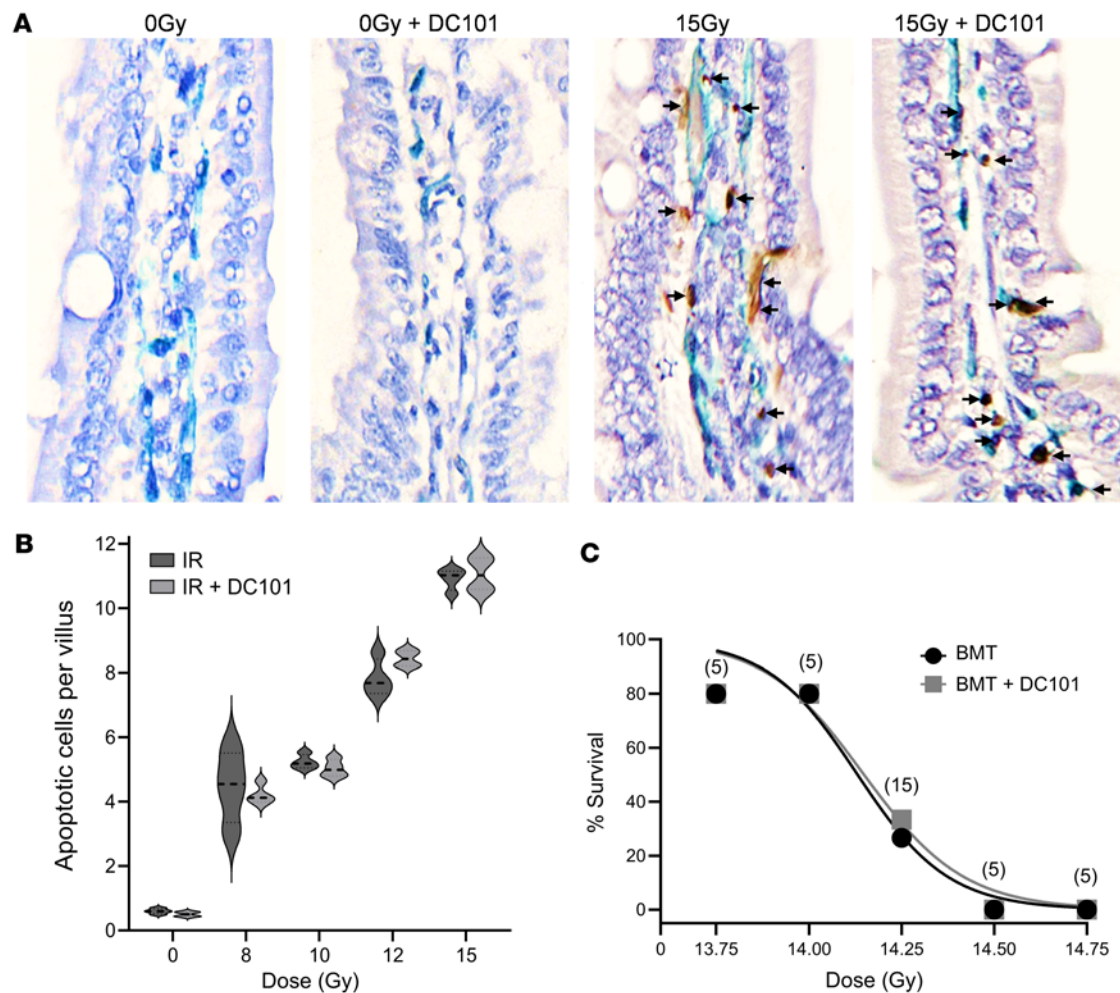 A
0Gy
0Gy + DC101
15Gy
15Gy + DC101
B
Apoptotic cells per villus
IR
IR + DC101
12
10
8
6
4
2
0
0
8
10
12
15
Dose (Gy)
C
% Survival
BMT
BMT + DC101
100
80
60
40
20
0
(5)
(5)
(15)
(5)
(5)
0
13.75
14.00
14.25
14.50
14.75
Dose (Gy)